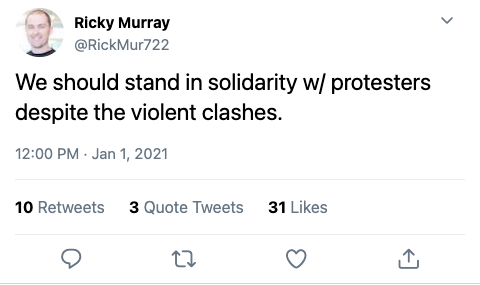 Ricky Murray
@RickMur722
We should stand in solidarity w/ protesters
despite the violent clashes.
12:00 PM · Jan 1, 2021
10 Retweets 3 Quote Tweets 31 Likes